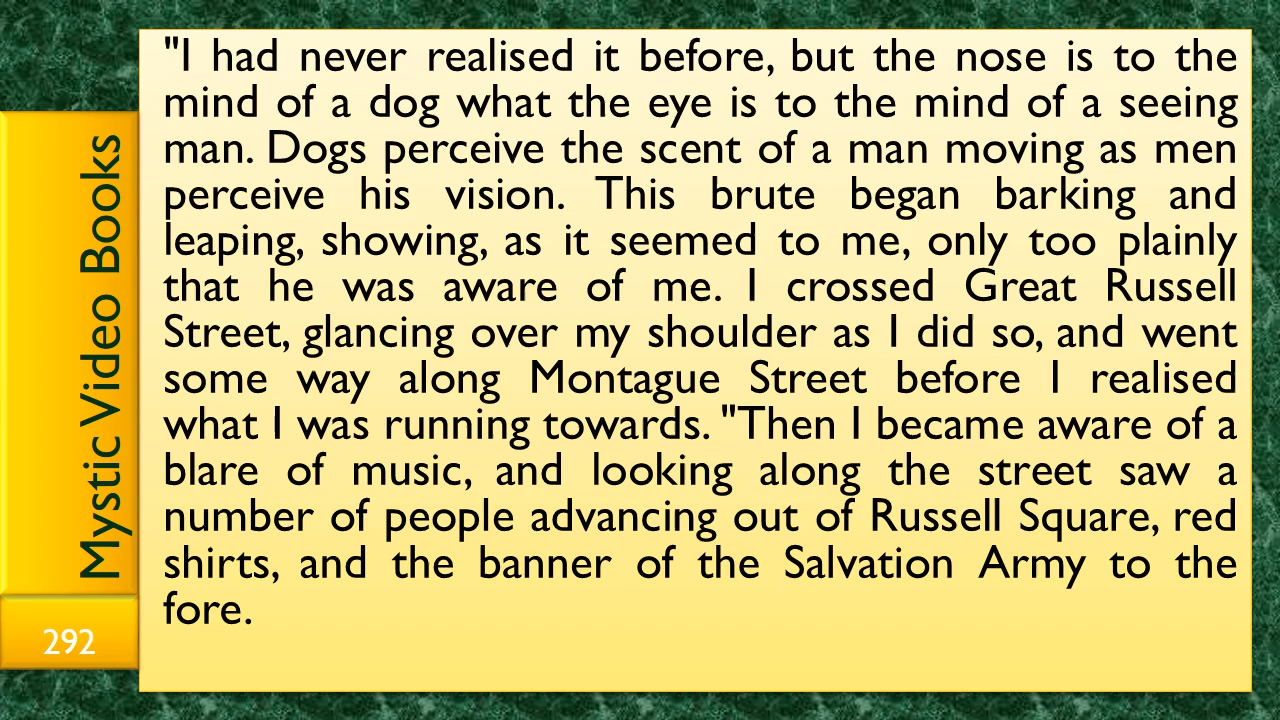 "I had never realised it before, but the nose is to the
mind of a dog what the eye is to the mind of a seeing
man. Dogs perceive the scent of a man moving as men
perceive his vision. This brute began barking and
leaping, showing, as it seemed to me, only too plainly
that he was aware of me. I crossed Great Russell
Street, glancing over my shoulder as I did so, and went
some way along Montague Street before I realised
what I was running towards. "Then I became aware of a
blare of music, and looking along the street saw a
number of people advancing out of Russell Square, red
shirts, and the banner of the Salvation Army to the
fore.
Mystic Video Books
292